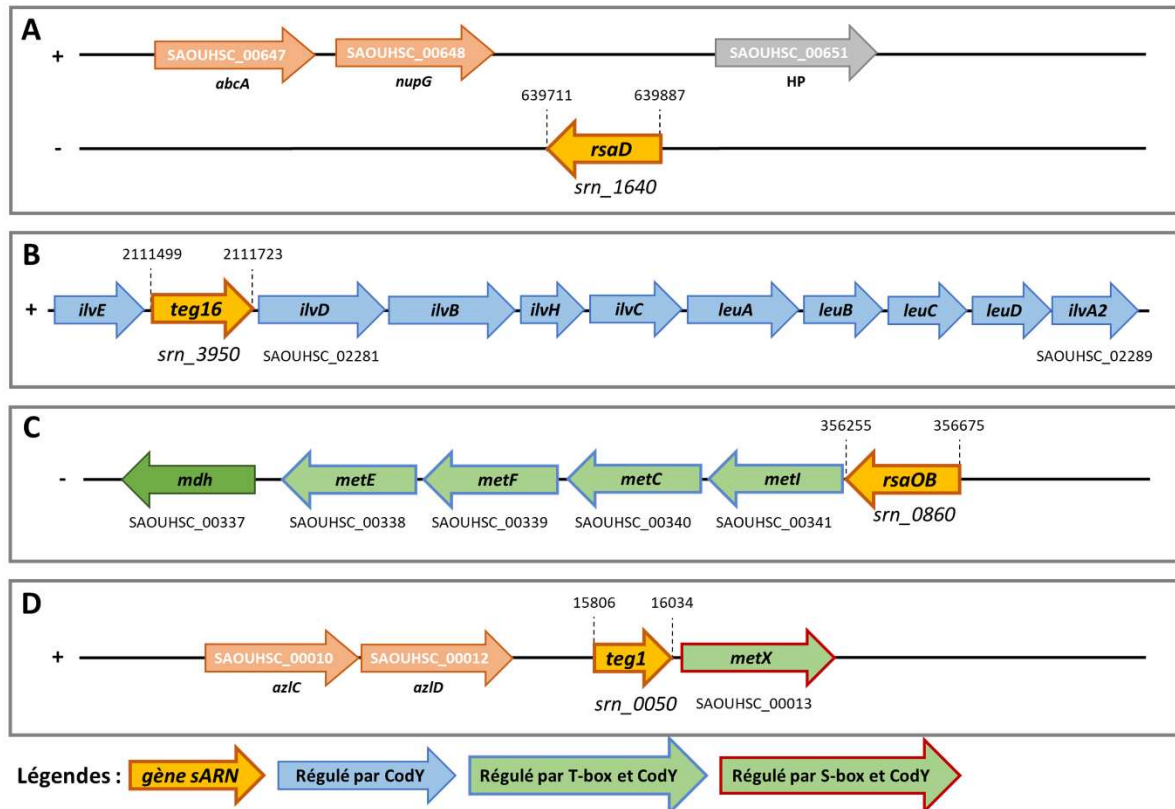 A
+
SAOUHSC_00647
SAOUHSC_00648
SAOUHSC_00651
abcA
nupG
HP
639711
639887
-
rsaD
srn_1640
B
2111499
2111723
+
ilvE
teg16
ilvD
ilvB
ilvH
ilvC
leuA
leuB
leuC
leuD
ilvA2
srn_3950
SAOUHSC_02281
SAOUHSC_02289
C
356255
356675
-
mdh
metE
metF
metC
metI
rsaOB
SAOUHSC_00337
SAOUHSC_00338
SAOUHSC_00339
SAOUHSC_00340
SAOUHSC_00341
srn_0860
D
15806
16034
+
SAOUHSC_00010
SAOUHSC_00012
teg1
metX
azlC
azlD
srn_0050
SAOUHSC_00013
Légendes :
gène sARN
Régulé par CodY
Régulé par T-box et CodY
Régulé par S-box et CodY